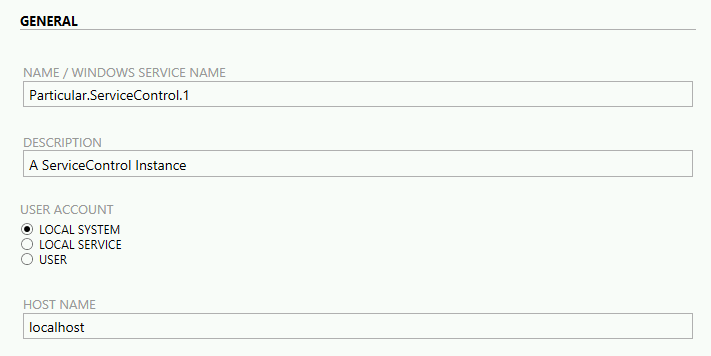 GENERAL
NAME / WINDOWS SERVICE NAME
Particular.ServiceControl.1
DESCRIPTION
A ServiceControl Instance
USER ACCOUNT
LOCAL SYSTEM
LOCAL SERVICE
USER
HOST NAME
localhost